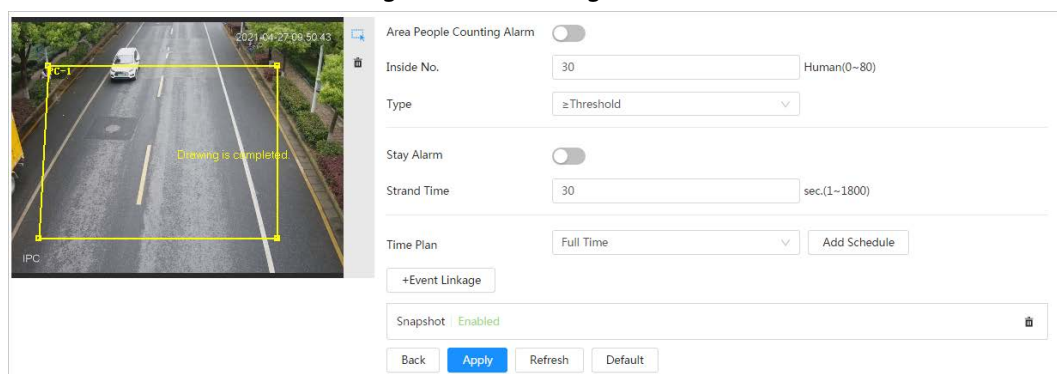 2021-04-27 09:50:43
PC-1
Drawing is completed.
IPC
Area People Counting Alarm
Inside No. 30 Human(0~80)
Type ≥Threshold
Stay Alarm
Strand Time 30 sec.(1~1800)
Time Plan Full Time Add Schedule
+Event Linkage
Snapshot Enabled
Back Apply Refresh Default